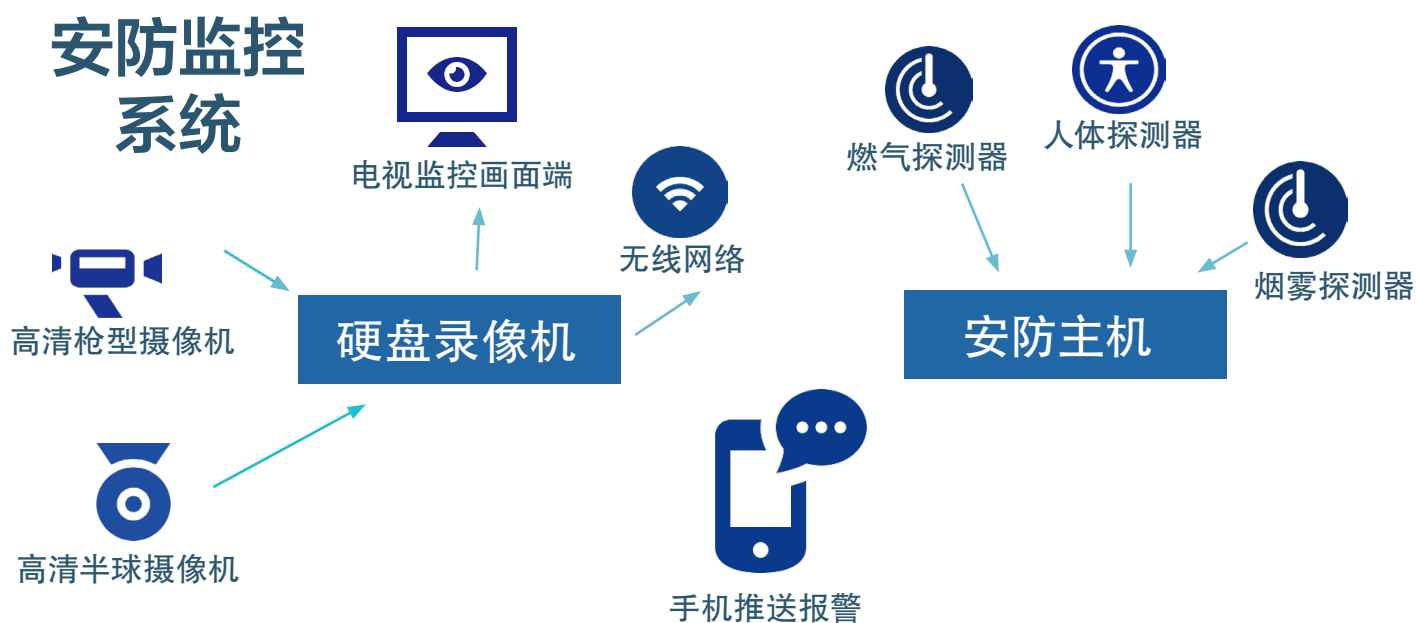 安防监控
系统
电视监控画面端
燃气探测器
人体探测器
无线网络
烟雾探测器
高清枪型摄像机
硬盘录像机
安防主机
高清半球摄像机
手机推送报警